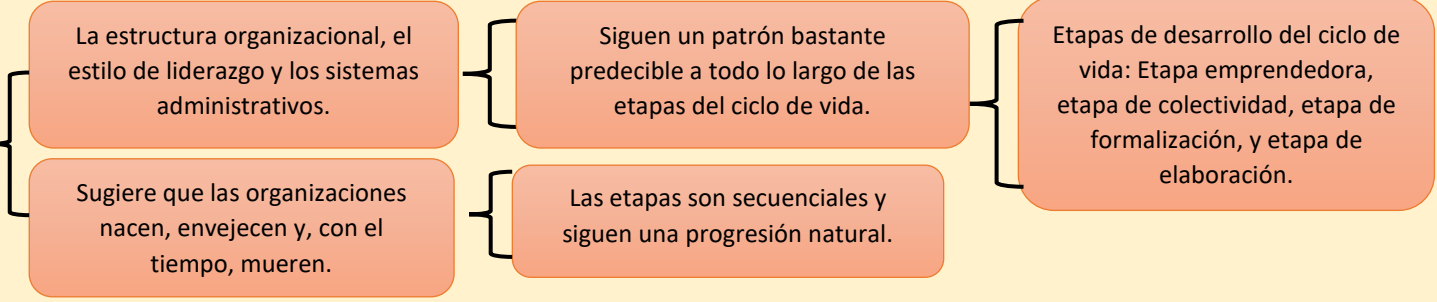 La estructura organizacional, el
estilo de liderazgo y los sistemas
administrativos.
Siguen un patrón bastante
predecible a todo lo largo de las
etapas del ciclo de vida.
Etapas de desarrollo del ciclo de
vida: Etapa emprendedora,
etapa de colectividad, etapa de
formalización, y etapa de
elaboración.
Sugiere que las organizaciones
nacen, envejecen y, con el
tiempo, mueren.
Las etapas son secuenciales y
siguen una progresión natural.